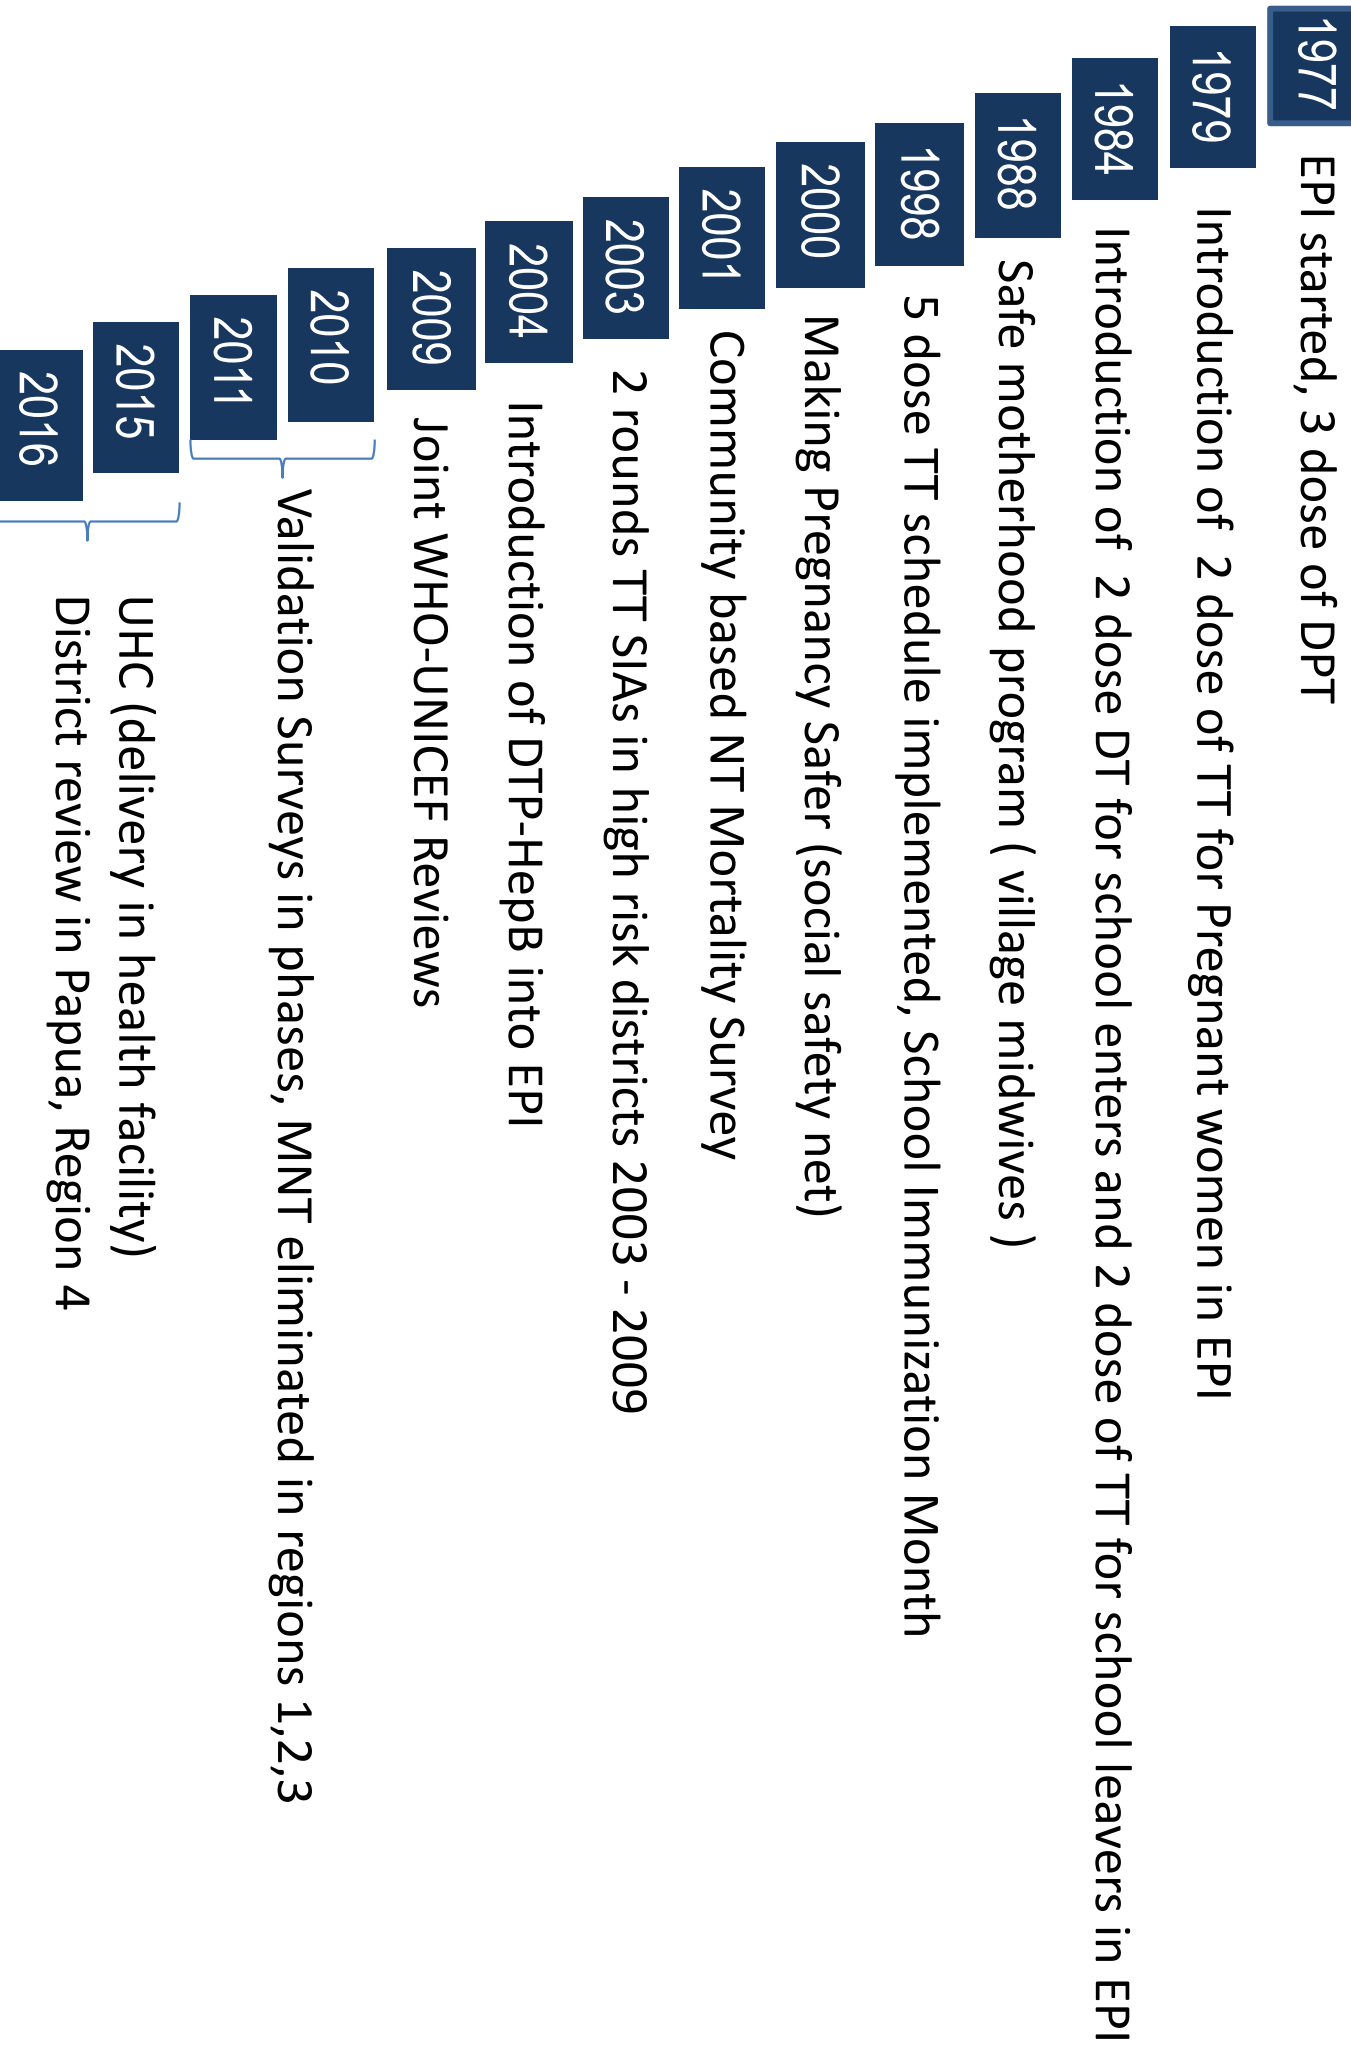 1977
EPI started, 3 dose of DPT
1979
Introduction of 2 dose of TT for Pregnant women in EPI
1984
Introduction of 2 dose DT for school enters and 2 dose of TT for school leavers in EPI
1988
Safe motherhood program ( village midwives )
1998
5 dose TT schedule implemented, School Immunization Month
2000
Making Pregnancy Safer (social safety net)
2001
Community based NT Mortality Survey
2003
2 rounds TT SIAs in high risk districts 2003 - 2009
2004
Introduction of DTP-HepB into EPI
2009
Joint WHO-UNICEF Reviews
2010
2011
Validation Surveys in phases, MNT eliminated in regions 1,2,3
2015
2016
UHC (delivery in health facility)
District review in Papua, Region 4